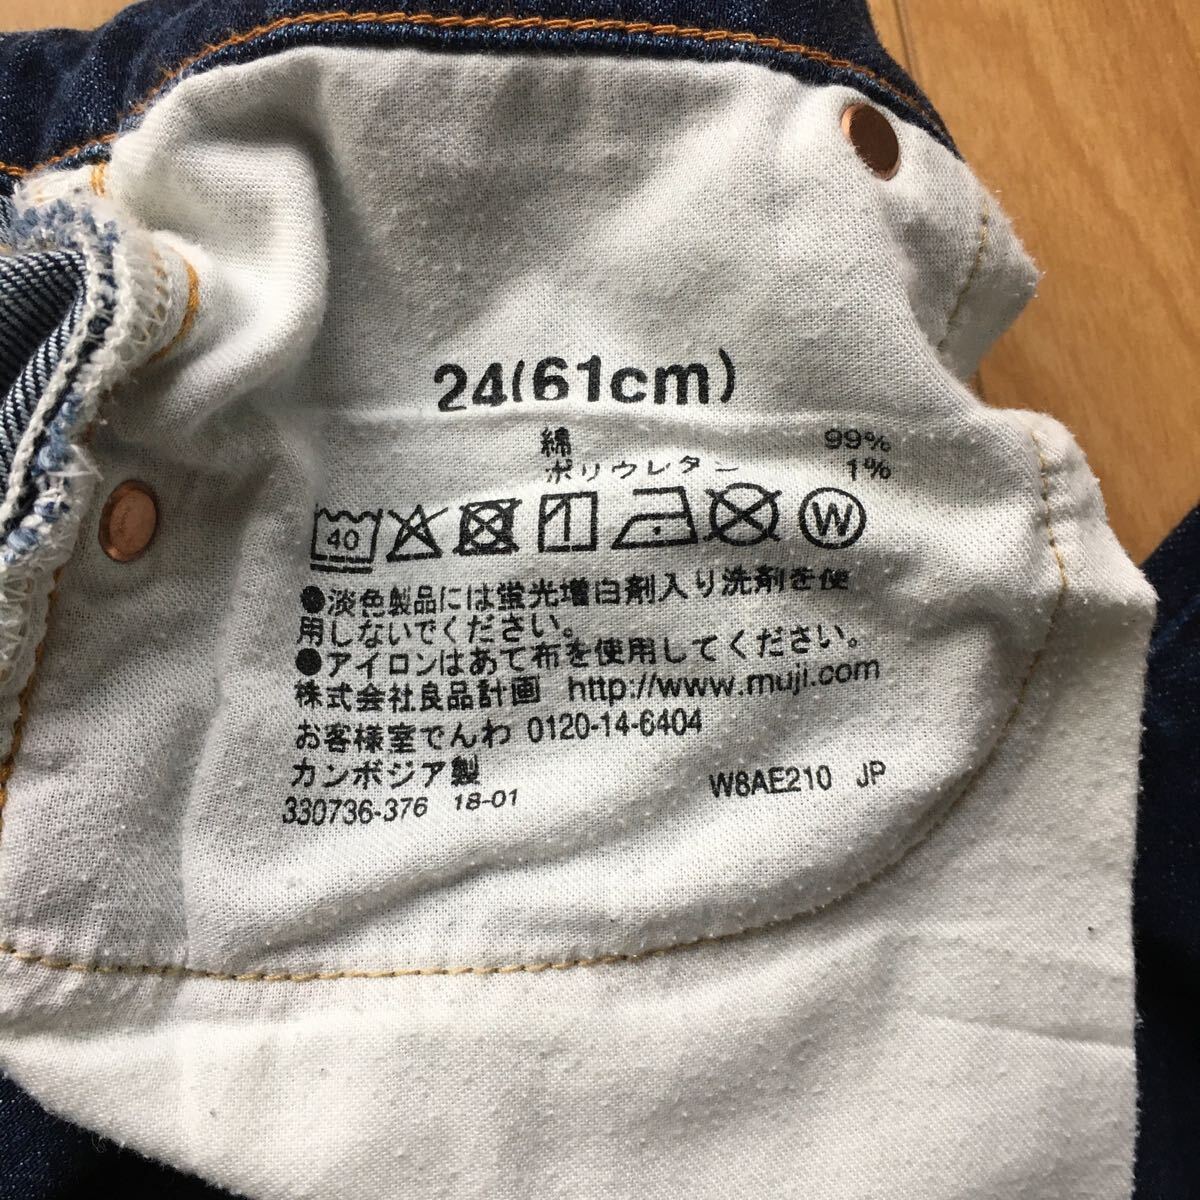 24(61cm)
綿 99%
ポリウレタン 1%
40 W
●淡色製品には蛍光増白剤入り洗剤を使
用しないでください。
●アイロンはあて布を使用してください。
株式会社良品計画 http://www.muji.com
お客様室でんわ 0120-14-6404
カンボジア製
330736-376 18-01 W8AE210 JP